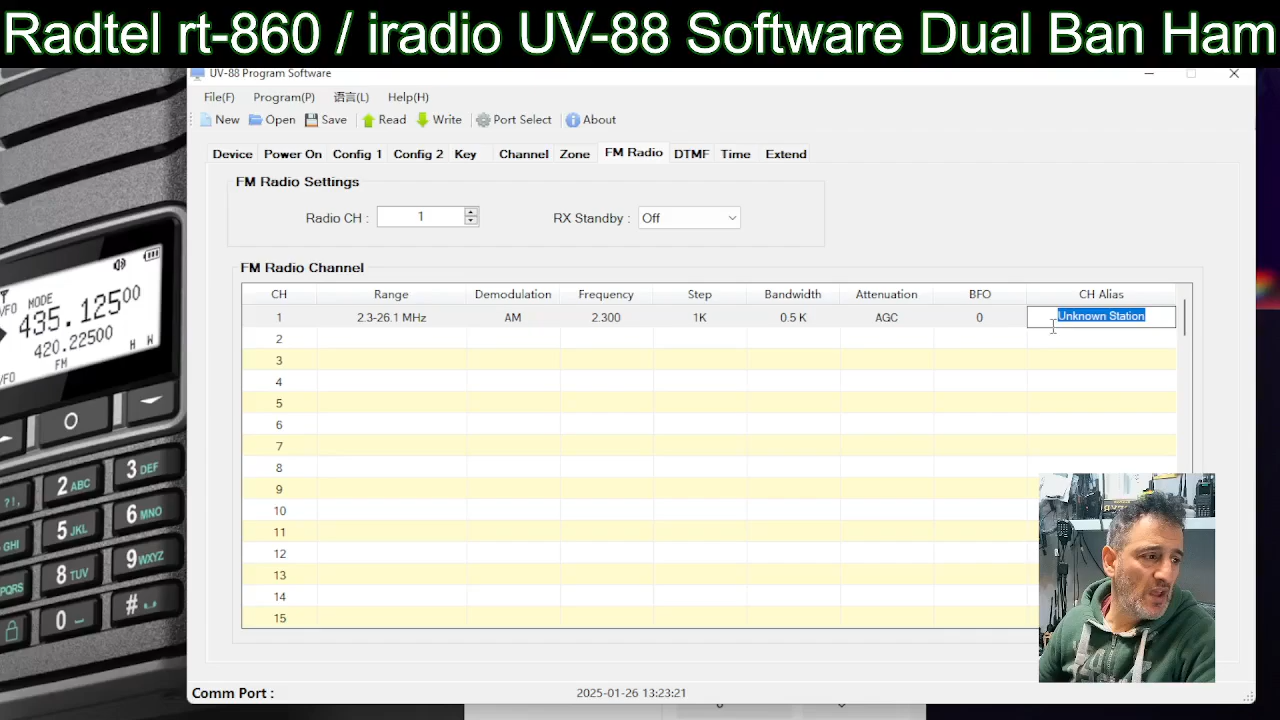 Radtel rt-860 / iradio UV-88 Software Dual Ban Ham
UV-88 Program Software
File(F) Program(P) 语言(L) Help(H)
New Open Save Read Write Port Select About
Device Power On Config 1 Config 2 Key Channel Zone FM Radio DTMF Time Extend
FM Radio Settings
Radio CH : 1 RX Standby : Off
FM Radio Channel
CH Range Demodulation Frequency Step Bandwidth Attenuation BFO CH Alias
1 2.3-26.1 MHz AM 2.300 1K 0.5 K AGC 0 Unknown Station
2
3
4
5
6
7
8
9
10
11
12
13
14
15
Comm Port : 2025-01-26 13:23:21
VFO MODE
435.12500
420.22500
FM H W
VFO
2 ABC 3 DEF
GHI 5 JKL 6 MNO
PQRS 8 TUV 9 WXYZ
0 #